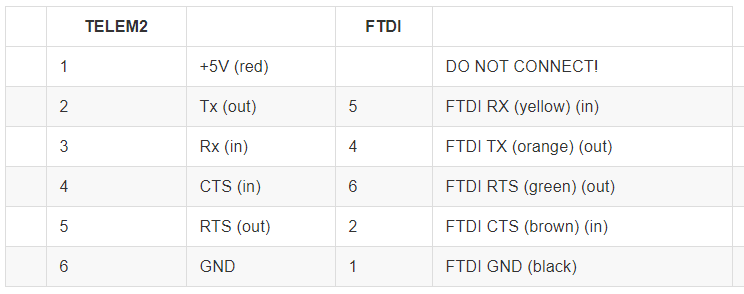 TELEM2 FTDI
1 +5V (red) DO NOT CONNECT!
2 Tx (out) 5 FTDI RX (yellow) (in)
3 Rx (in) 4 FTDI TX (orange) (out)
4 CTS (in) 6 FTDI RTS (green) (out)
5 RTS (out) 2 FTDI CTS (brown) (in)
6 GND 1 FTDI GND (black)